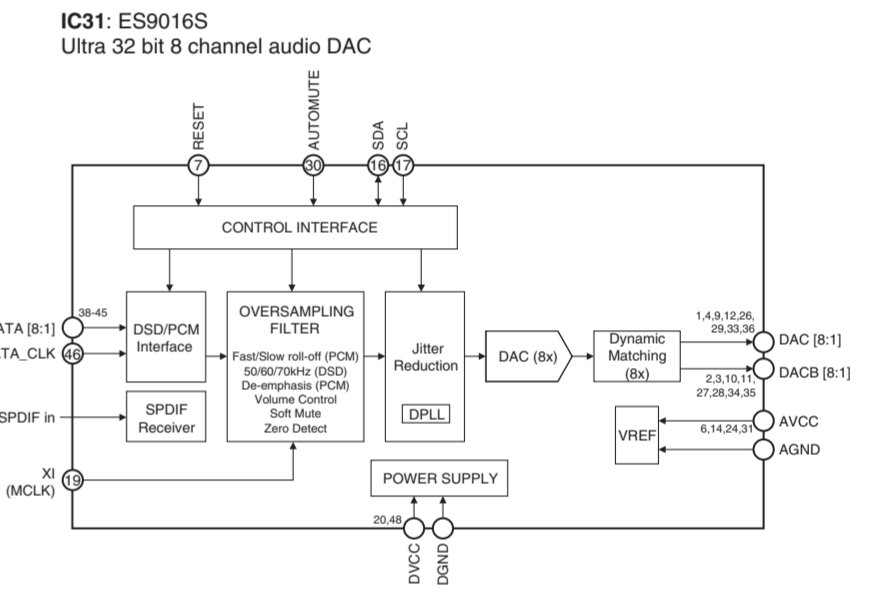 IC31: ES9016S
Ultra 32 bit 8 channel audio DAC
RESET
AUTOMUTE
SDA
SCL
7
30
16
17
CONTROL INTERFACE
38-45
ATA [8:1]
TA_CLK
46
DSD/PCM
Interface
SPDIF in
SPDIF
Receiver
XI
(MCLK)
19
OVERSAMPLING
FILTER
Fast/Slow roll-off (PCM)
50/60/70kHz (DSD)
De-emphasis (PCM)
Volume Control
Soft Mute
Zero Detect
Jitter
Reduction
DPLL
DAC (8x)
Dynamic
Matching
(8x)
1,4,9,12,26,
29,33,36
DAC [8:1]
DACB [8:1]
2,3,10,11,
27,28,34,35
VREF
AVCC
6,14,24,31
AGND
POWER SUPPLY
20,48
DVCC
DGND